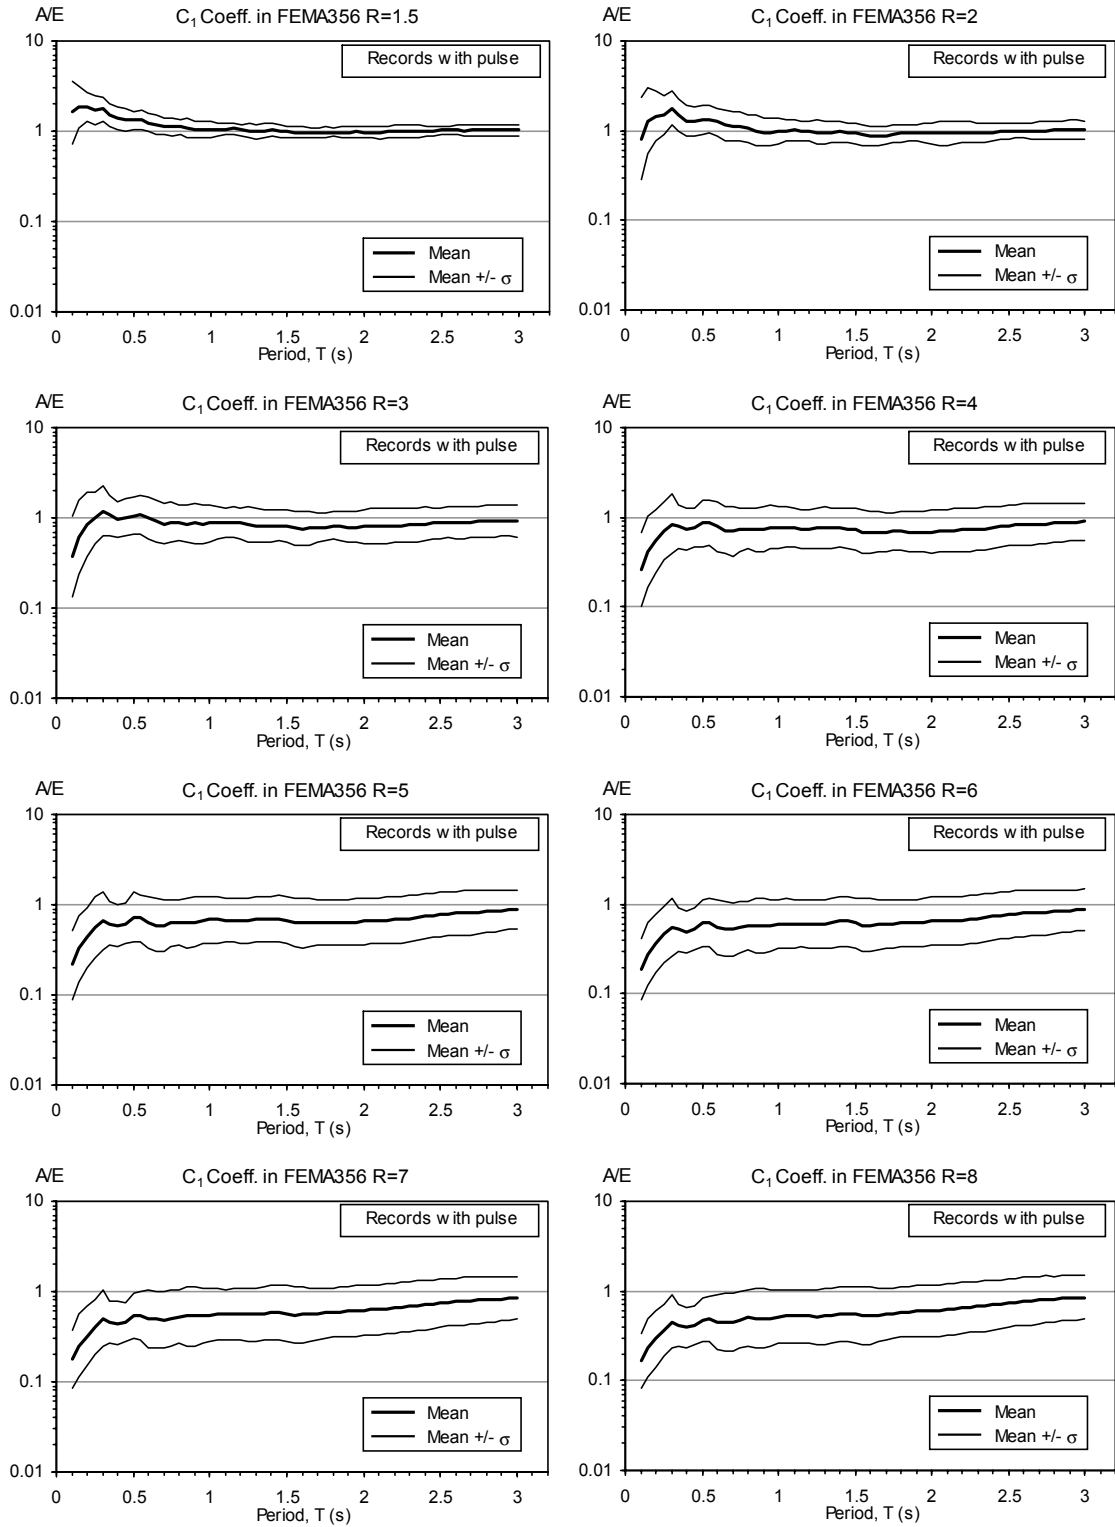 A/E C₁ Coeff. in FEMA356 R=1.5
10
Records with pulse
1
0.1
Mean
Mean +/- σ
0.01
0 0.5 1 1.5 2 2.5 3
Period, T (s)
A/E C₁ Coeff. in FEMA356 R=2
10
Records with pulse
1
0.1
Mean
Mean +/- σ
0.01
0 0.5 1 1.5 2 2.5 3
Period, T (s)
A/E C₁ Coeff. in FEMA356 R=3
10
Records with pulse
1
0.1
Mean
Mean +/- σ
0.01
0 0.5 1 1.5 2 2.5 3
Period, T (s)
A/E C₁ Coeff. in FEMA356 R=4
10
Records with pulse
1
0.1
Mean
Mean +/- σ
0.01
0 0.5 1 1.5 2 2.5 3
Period, T (s)
A/E C₁ Coeff. in FEMA356 R=5
10
Records with pulse
1
0.1
Mean
Mean +/- σ
0.01
0 0.5 1 1.5 2 2.5 3
Period, T (s)
A/E C₁ Coeff. in FEMA356 R=6
10
Records with pulse
1
0.1
Mean
Mean +/- σ
0.01
0 0.5 1 1.5 2 2.5 3
Period, T (s)
A/E C₁ Coeff. in FEMA356 R=7
10
Records with pulse
1
0.1
Mean
Mean +/- σ
0.01
0 0.5 1 1.5 2 2.5 3
Period, T (s)
A/E C₁ Coeff. in FEMA356 R=8
10
Records with pulse
1
0.1
Mean
Mean +/- σ
0.01
0 0.5 1 1.5 2 2.5 3
Period, T (s)